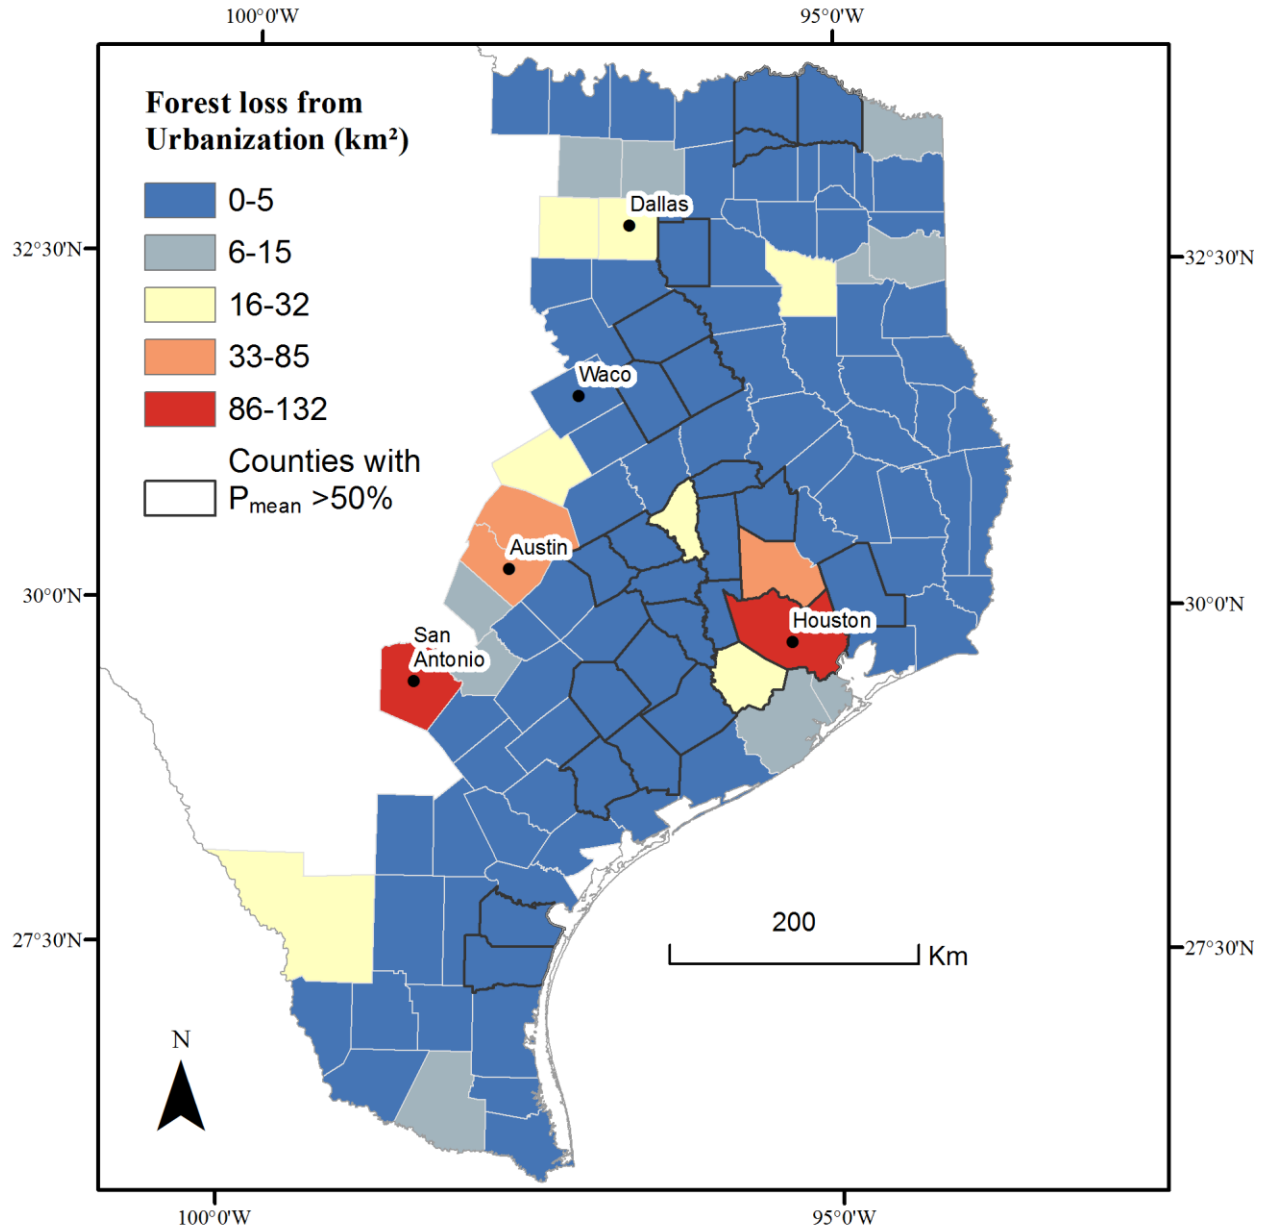 100°0'W
95°0'W
Forest loss from
Urbanization (km²)
0-5
6-15
16-32
33-85
86-132
Counties with
Pmean >50%
Dallas
32°30'N
32°30'N
Waco
Austin
30°0'N
30°0'N
Houston
San
Antonio
200
Km
27°30'N
27°30'N
N
100°0'W
95°0'W